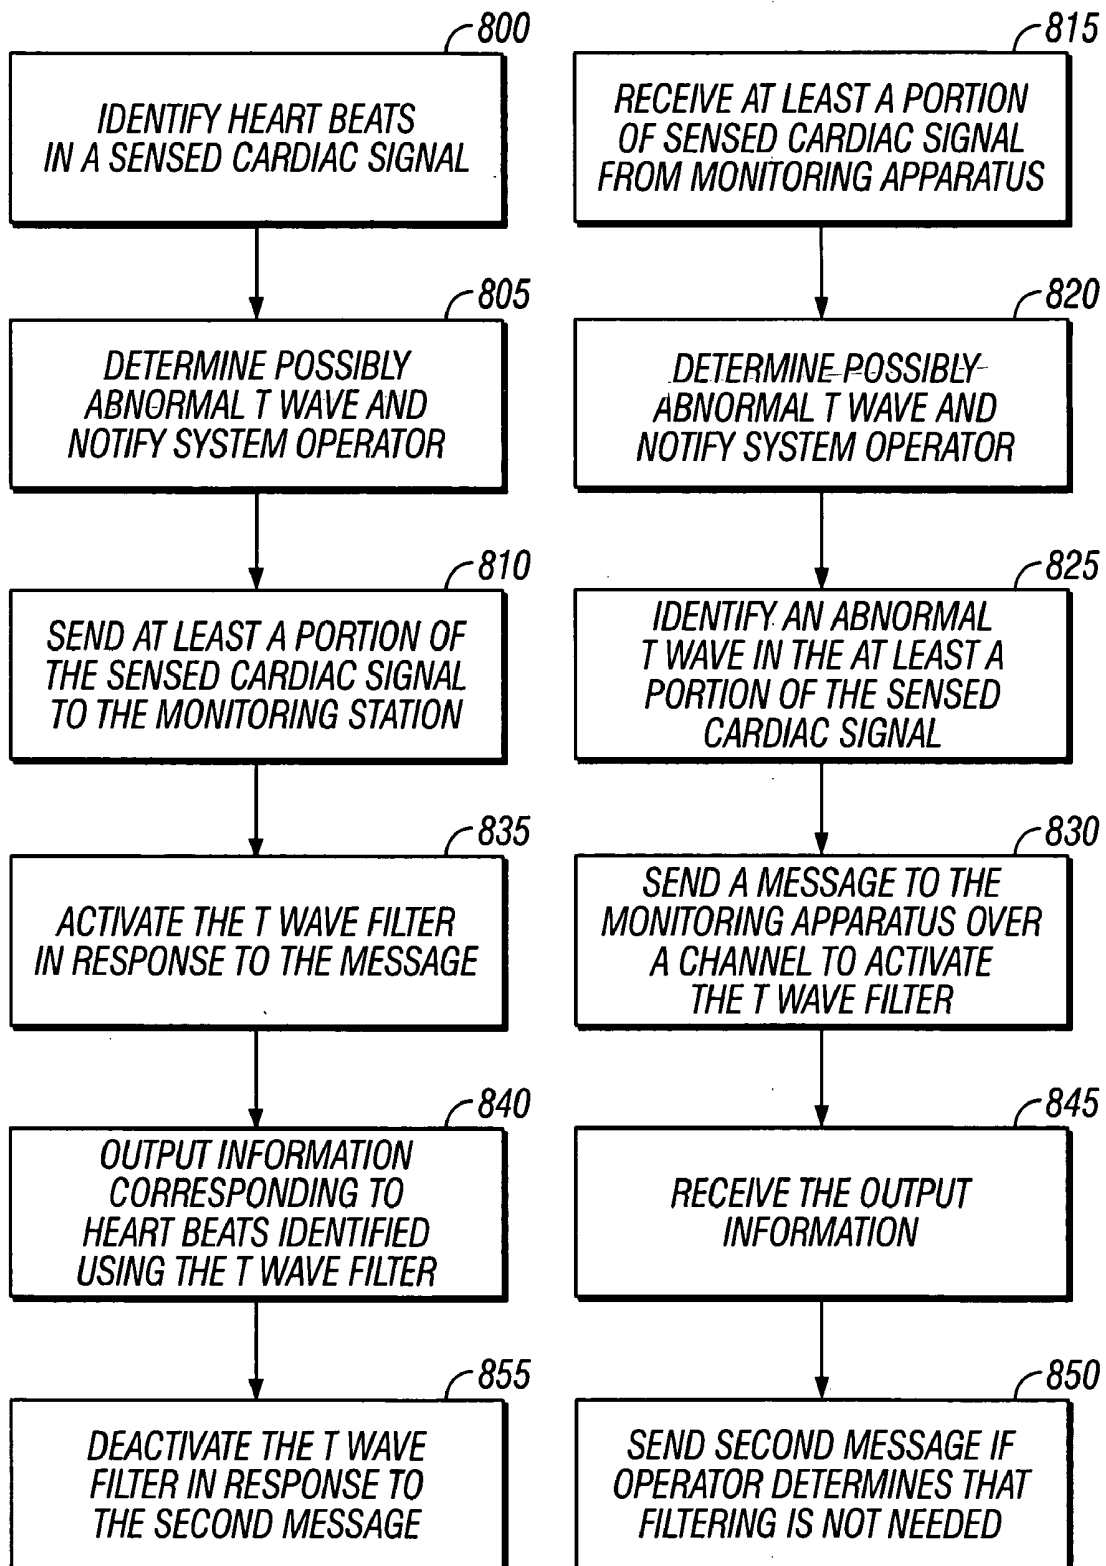 800
IDENTIFY HEART BEATS
IN A SENSED CARDIAC SIGNAL
805
DETERMINE POSSIBLY
ABNORMAL T WAVE AND
NOTIFY SYSTEM OPERATOR
810
SEND AT LEAST A PORTION OF
THE SENSED CARDIAC SIGNAL
TO THE MONITORING STATION
835
ACTIVATE THE T WAVE FILTER
IN RESPONSE TO THE MESSAGE
840
OUTPUT INFORMATION
CORRESPONDING TO
HEART BEATS IDENTIFIED
USING THE T WAVE FILTER
855
DEACTIVATE THE T WAVE
FILTER IN RESPONSE TO
THE SECOND MESSAGE
815
RECEIVE AT LEAST A PORTION
OF SENSED CARDIAC SIGNAL
FROM MONITORING APPARATUS
820
DETERMINE POSSIBLY
ABNORMAL T WAVE AND
NOTIFY SYSTEM OPERATOR
825
IDENTIFY AN ABNORMAL
T WAVE IN THE AT LEAST A
PORTION OF THE SENSED
CARDIAC SIGNAL
830
SEND A MESSAGE TO THE
MONITORING APPARATUS OVER
A CHANNEL TO ACTIVATE
THE T WAVE FILTER
845
RECEIVE THE OUTPUT
INFORMATION
850
SEND SECOND MESSAGE IF
OPERATOR DETERMINES THAT
FILTERING IS NOT NEEDED